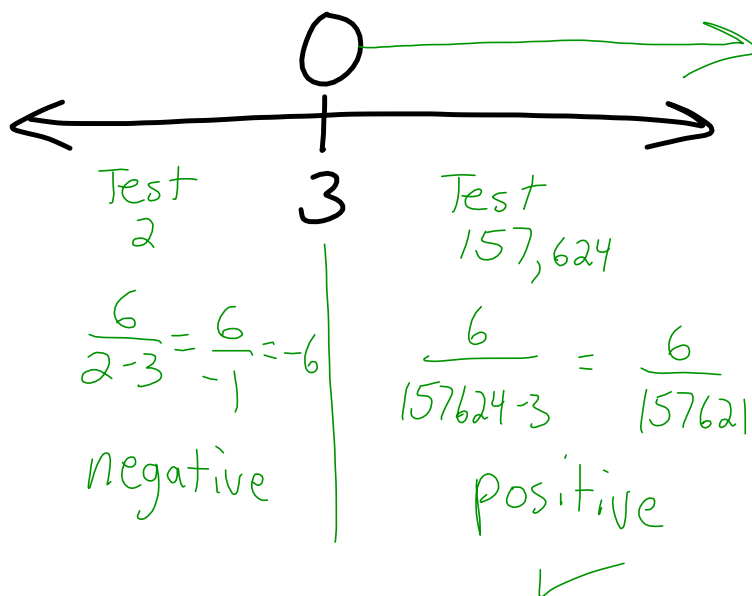 3
Test
2
6/(2-3) = 6/-1 = -6
negative
Test
157,624
6/(157624-3) = 6/157621
positive